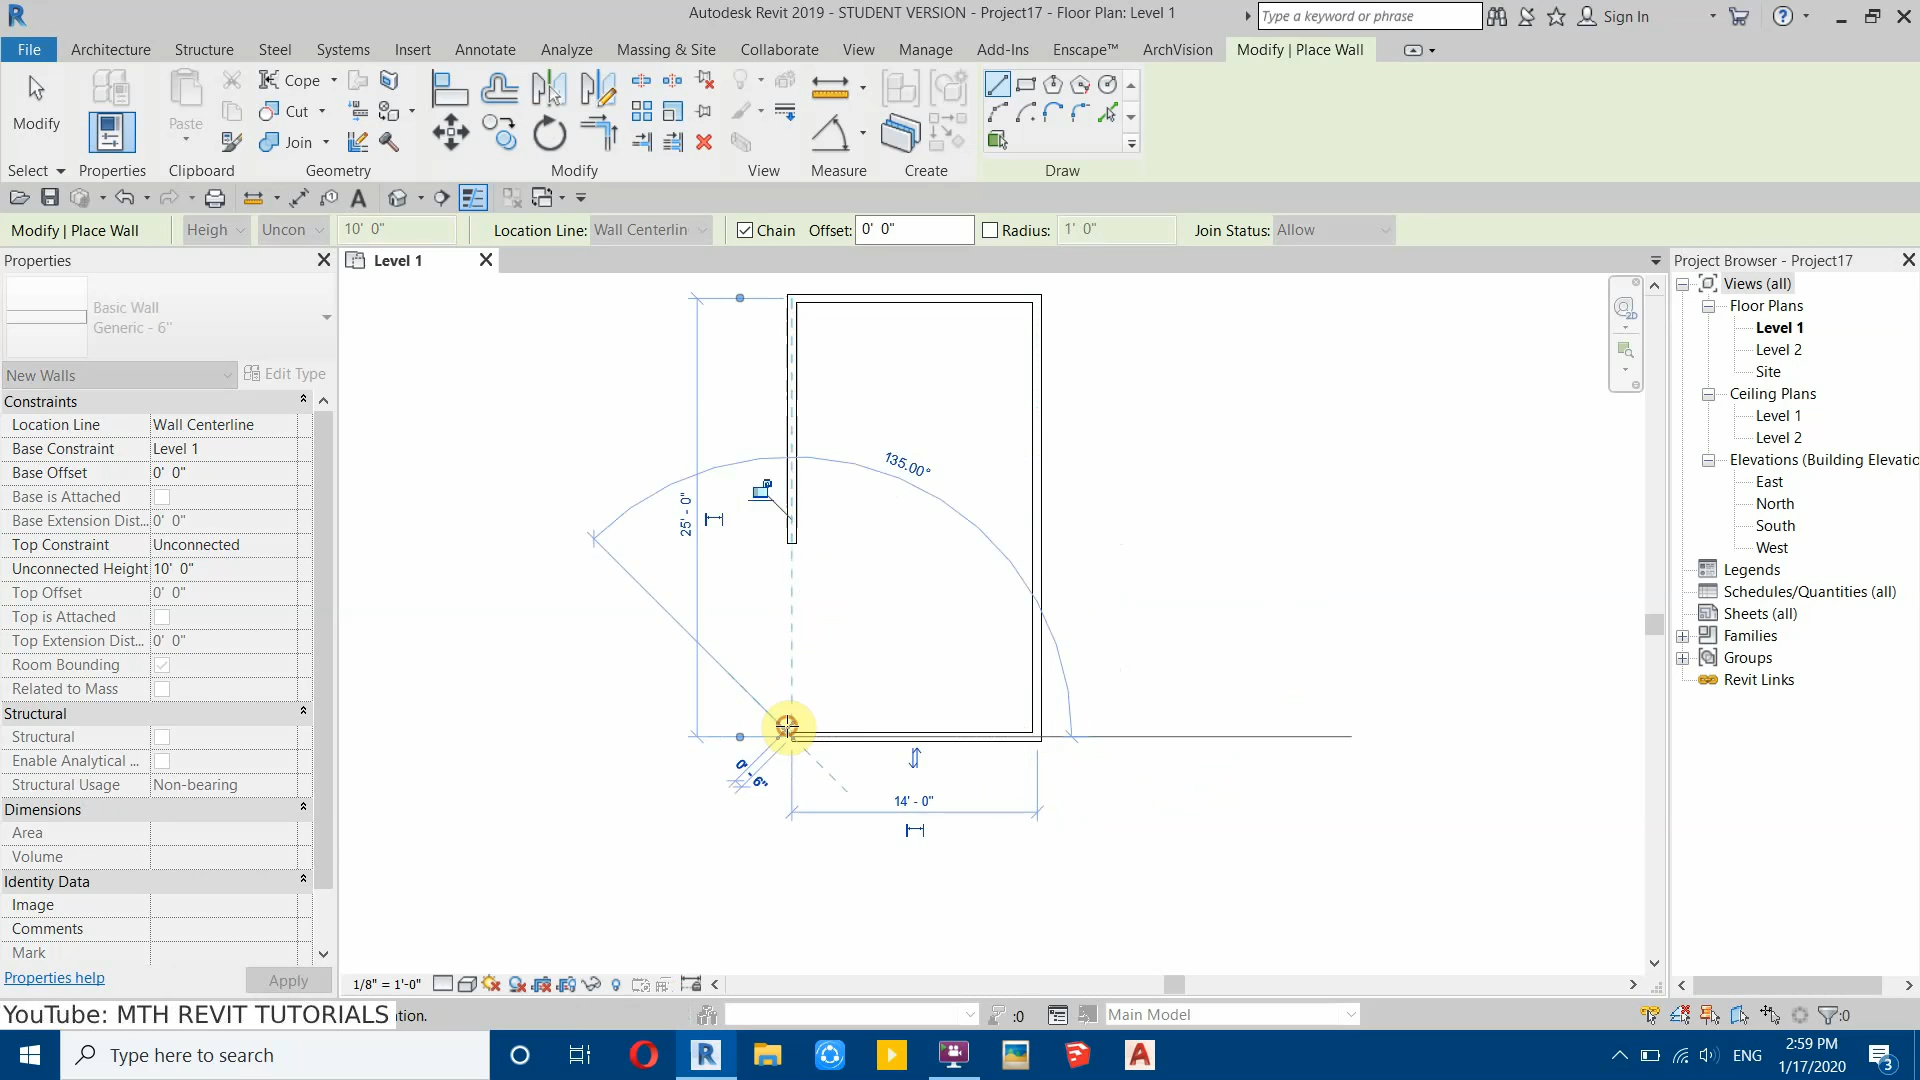 Autodesk Revit 2019 - STUDENT VERSION - Project17 - Floor Plan: Level 1
Type a keyword or phrase
Sign In
File Architecture Structure Steel Systems Insert Annotate Analyze Massing & Site Collaborate View Manage Add-Ins Enscape™ ArchVision Modify | Place Wall
Modify
Paste
Cope
Cut
Join
Select Properties Clipboard Geometry Modify View Measure Create Draw
Modify | Place Wall Heigh Uncon 10' 0" Location Line: Wall Centerlin Chain Offset: 0' 0" Radius: 1' 0" Join Status: Allow
Properties
Basic Wall
Generic - 6"
New Walls Edit Type
Constraints
Location Line Wall Centerline
Base Constraint Level 1
Base Offset 0' 0"
Base is Attached
Base Extension Dist... 0' 0"
Top Constraint Unconnected
Unconnected Height 10' 0"
Top Offset 0' 0"
Top is Attached
Top Extension Dist... 0' 0"
Room Bounding
Related to Mass
Structural
Structural
Enable Analytical ...
Structural Usage Non-bearing
Dimensions
Area
Volume
Identity Data
Image
Comments
Mark
Properties help Apply
Level 1
135.00°
25' - 0"
0' - 6"
14' - 0"
2D
1/8" = 1'-0"
Project Browser - Project17
Views (all)
Floor Plans
Level 1
Level 2
Site
Ceiling Plans
Level 1
Level 2
Elevations (Building Elevatio
East
North
South
West
Legends
Schedules/Quantities (all)
Sheets (all)
Families
Groups
Revit Links
YouTube: MTH REVIT TUTORIALS
ation.
:0
Main Model
:0
Type here to search
ENG
2:59 PM
1/17/2020
3